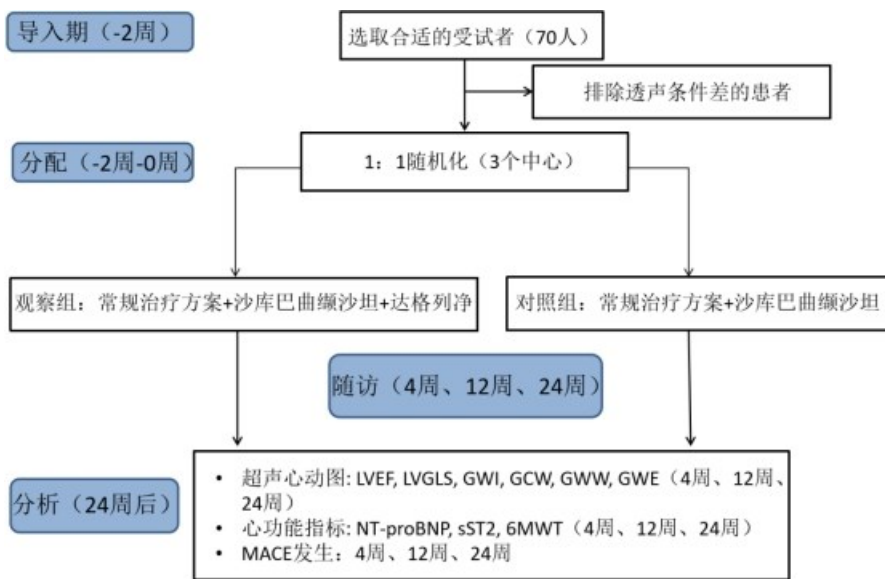 导入期（-2周）
选取合适的受试者（70人）
排除透声条件差的患者
分配（-2周-0周）
1：1随机化（3个中心）
观察组：常规治疗方案+沙库巴曲缬沙坦+达格列净
对照组：常规治疗方案+沙库巴曲缬沙坦
随访（4周、12周、24周）
分析（24周后）
• 超声心动图: LVEF, LVGLS, GWI, GCW, GWW, GWE（4周、12周、
24周）
• 心功能指标: NT-proBNP, sST2, 6MWT（4周、12周、24周）
• MACE发生：4周、12周、24周